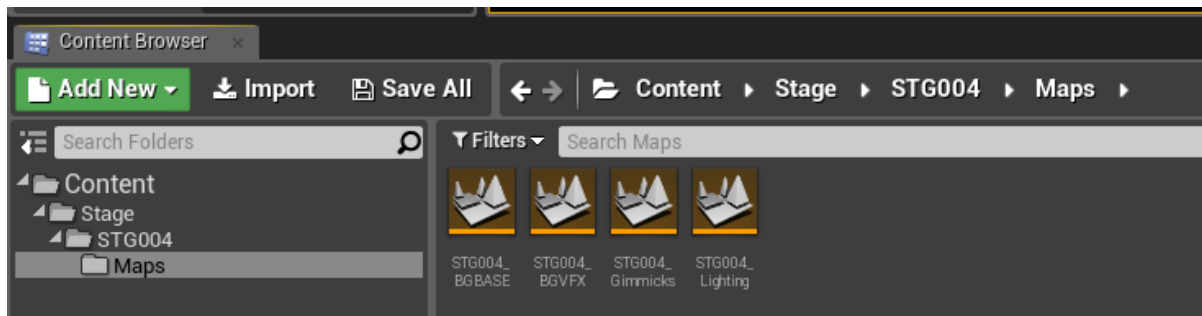 Content Browser
Add New Import Save All Content Stage STG004 Maps
Search Folders
Filters Search Maps
Content
Stage
STG004
Maps
STG004_ STG004_ STG004_ STG004_
BGBASE BGVFX Gimmicks Lighting